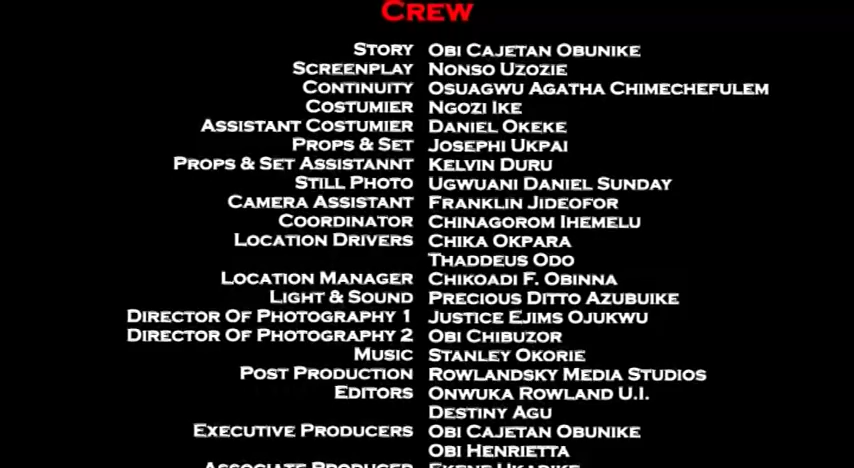 CREW
STORY OBI CAJETAN OBUNIKE
SCREENPLAY NONSO UZOZIE
CONTINUITY OSUAGWU AGATHA CHIMECHEFULEM
COSTUMIER NGOZI IKE
ASSISTANT COSTUMIER DANIEL OKEKE
PROPS & SET JOSEPHI UKPAI
PROPS & SET ASSISTANNT KELVIN DURU
STILL PHOTO UGWUANI DANIEL SUNDAY
CAMERA ASSISTANT FRANKLIN JIDEOFOR
COORDINATOR CHINAGOROM IHEMELU
LOCATION DRIVERS CHIKA OKPARA
THADDEUS ODO
LOCATION MANAGER CHIKOADI F. OBINNA
LIGHT & SOUND PRECIOUS DITTO AZUBUIKE
DIRECTOR OF PHOTOGRAPHY 1 JUSTICE EJIMS OJUKWU
DIRECTOR OF PHOTOGRAPHY 2 OBI CHIBUZOR
MUSIC STANLEY OKORIE
POST PRODUCTION ROWLANDSKY MEDIA STUDIOS
EDITORS ONWUKA ROWLAND U.I.
DESTINY AGU
EXECUTIVE PRODUCERS OBI CAJETAN OBUNIKE
OBI HENRIETTA
ASSOCIATE PRODUCER EKENE